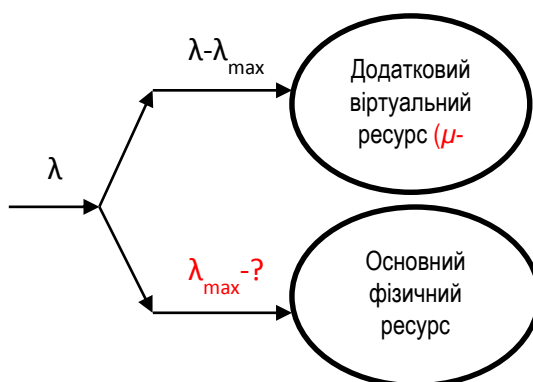 λ-λmax
Додатковий
віртуальний
ресурс (μ-
λ
λmax-?
Основний
фізичний
ресурс